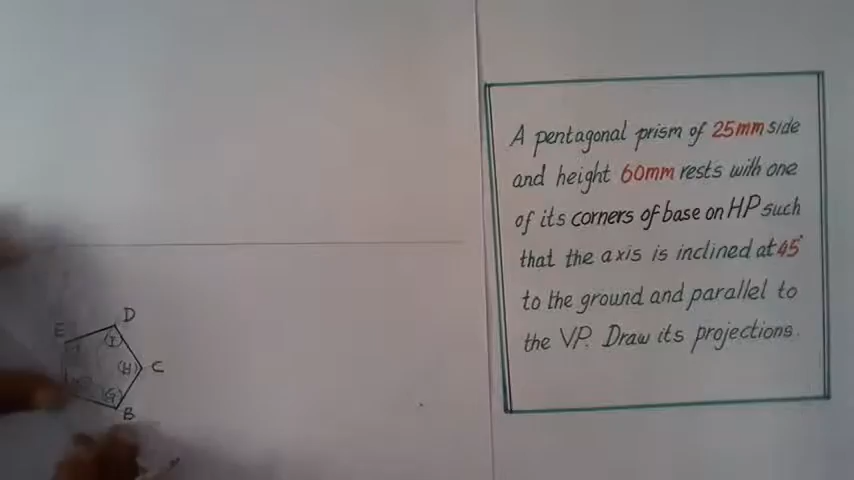 A pentagonal prism of 25mm side
and height 60mm rests with one
of its corners of base on HP such
that the axis is inclined at 45°
to the ground and parallel to
the VP. Draw its projections.
E
D
(I)
(H) C
(G)
B